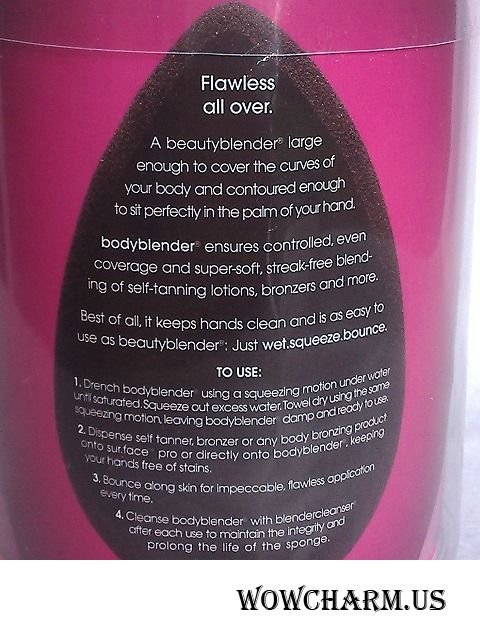 Flawless
all over.
A beautyblender® large
enough to cover the curves of
your body and contoured enough
to sit perfectly in the palm of your hand.
bodyblender® ensures controlled, even
coverage and super-soft, streak-free blend-
ing of self-tanning lotions, bronzers and more.
Best of all, it keeps hands clean and is as easy to
use as beautyblender®: Just wet.squeeze.bounce.
TO USE:
1. Drench bodyblender® using a squeezing motion under water
until saturated. Squeeze out excess water. Towel dry using the same
squeezing motion, leaving bodyblender® damp and ready to use.
2. Dispense self tanner, bronzer or any body bronzing product
onto sur.face™ pro or directly onto bodyblender®, keeping
your hands free of stains.
3. Bounce along skin for impeccable, flawless application
every time.
4. Cleanse bodyblender® with blendercleanser®
after each use to maintain the integrity and
prolong the life of the sponge.
WOWCHARM.US